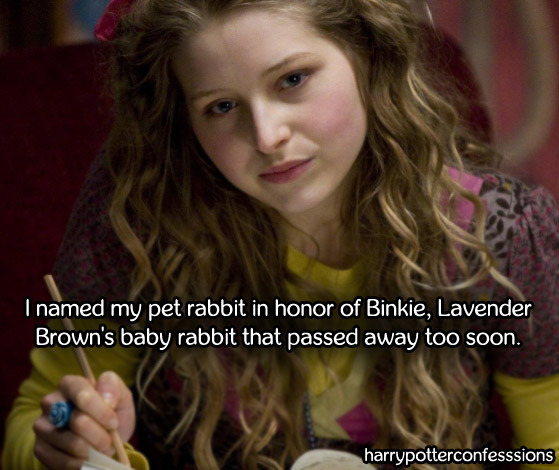 I named my pet rabbit in honor of Binkie, Lavender
Brown's baby rabbit that passed away too soon.
harrypotterconfesssions